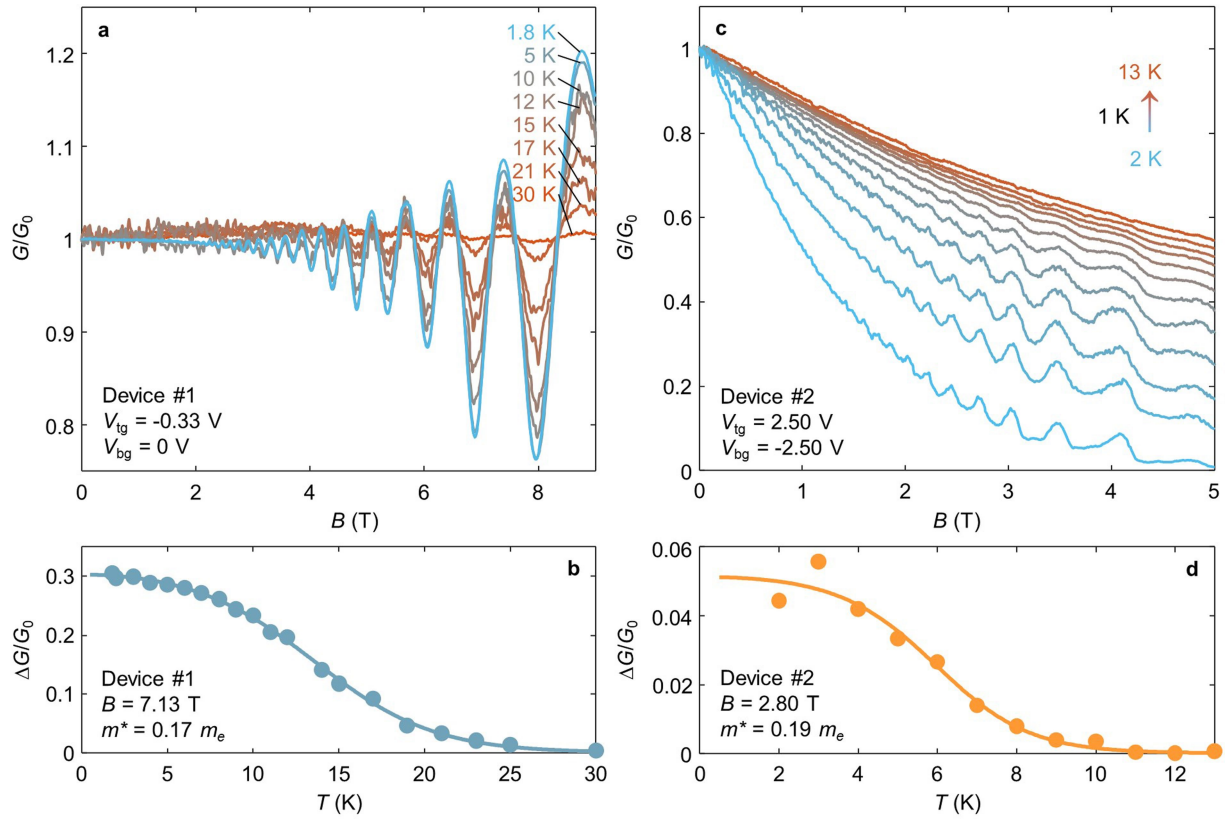 a
1.2
1.1
1
0.9
0.8
G/G0
1.8 K
5 K
10 K
12 K
15 K
17 K
21 K
30 K
Device #1
Vtg = -0.33 V
Vbg = 0 V
0 2 4 6 8
B (T)
c
1
0.8
0.6
0.4
0.2
0
G/G0
13 K
1 K
2 K
Device #2
Vtg = 2.50 V
Vbg = -2.50 V
0 1 2 3 4 5
B (T)
b
0.3
0.2
0.1
0
ΔG/G0
Device #1
B = 7.13 T
m* = 0.17 me
0 5 10 15 20 25 30
T (K)
d
0.06
0.04
0.02
0
ΔG/G0
Device #2
B = 2.80 T
m* = 0.19 me
0 2 4 6 8 10 12
T (K)